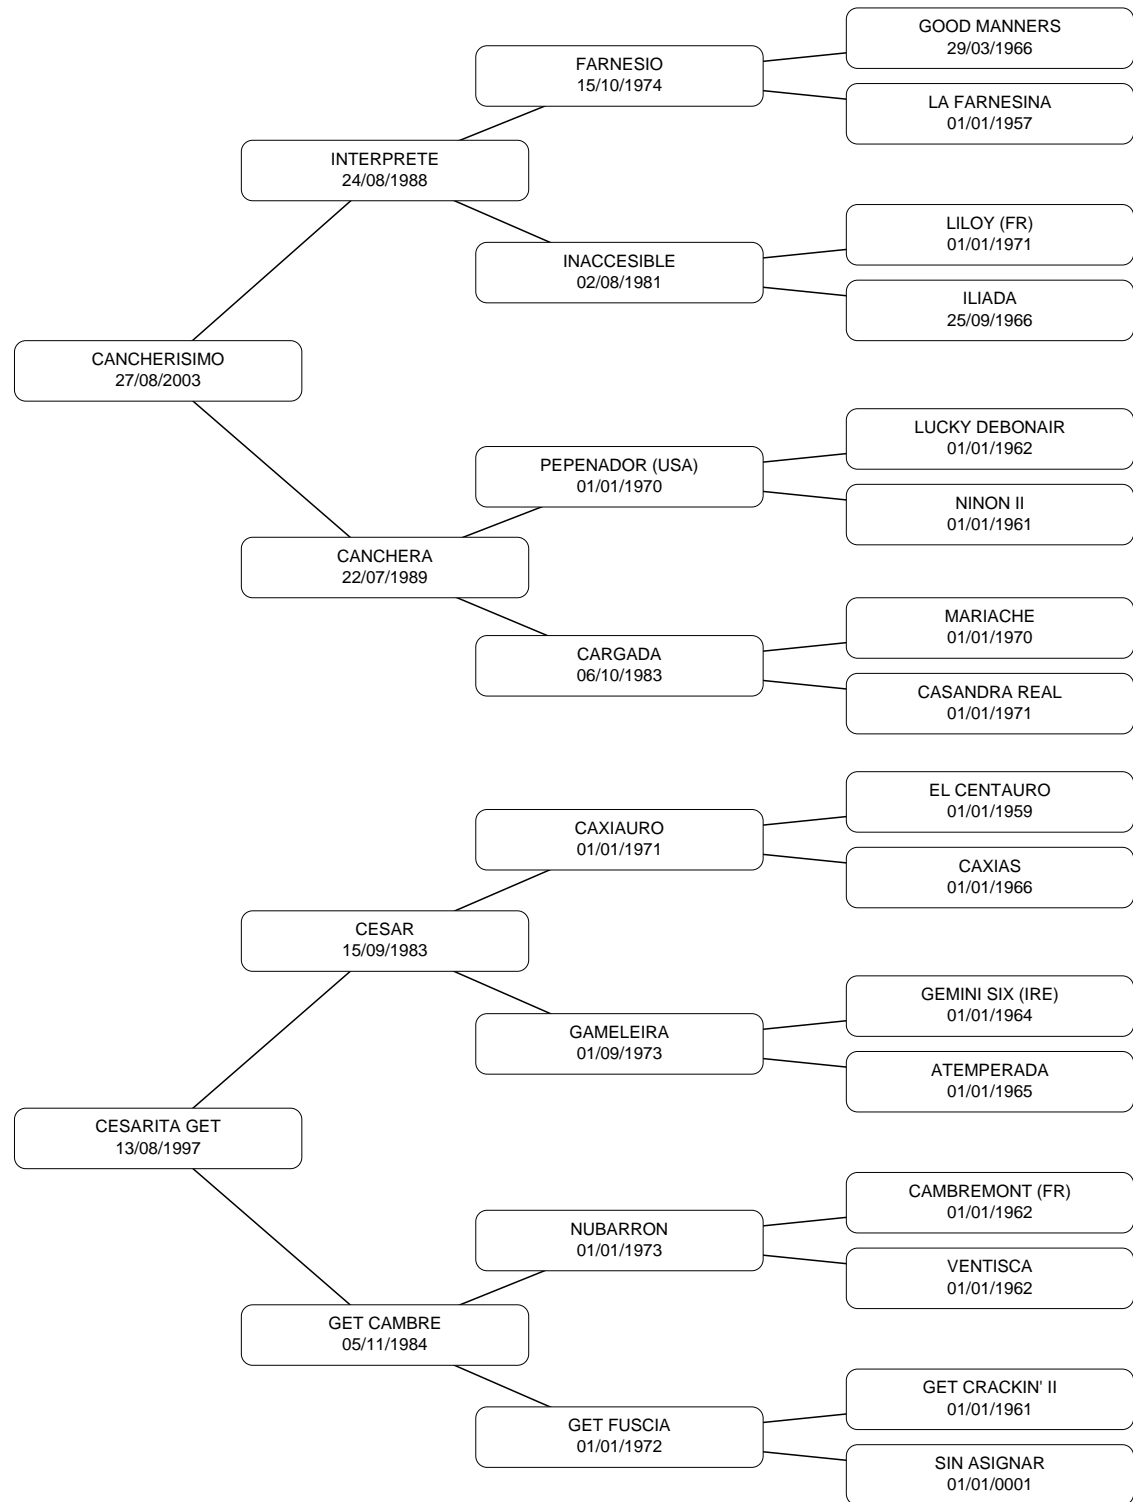 GOOD MANNERS
29/03/1966
FARNESIO
15/10/1974
LA FARNESINA
01/01/1957
INTERPRETE
24/08/1988
LILOY (FR)
01/01/1971
INACCESIBLE
02/08/1981
ILIADA
25/09/1966
CANCHERISIMO
27/08/2003
LUCKY DEBONAIR
01/01/1962
PEPENADOR (USA)
01/01/1970
NINON II
01/01/1961
CANCHERA
22/07/1989
MARIACHE
01/01/1970
CARGADA
06/10/1983
CASANDRA REAL
01/01/1971
EL CENTAURO
01/01/1959
CAXIAURO
01/01/1971
CAXIAS
01/01/1966
CESAR
15/09/1983
GEMINI SIX (IRE)
01/01/1964
GAMELEIRA
01/09/1973
ATEMPERADA
01/01/1965
CESARITA GET
13/08/1997
CAMBREMONT (FR)
01/01/1962
NUBARRON
01/01/1973
VENTISCA
01/01/1962
GET CAMBRE
05/11/1984
GET CRACKIN' II
01/01/1961
GET FUSCIA
01/01/1972
SIN ASIGNAR
01/01/0001